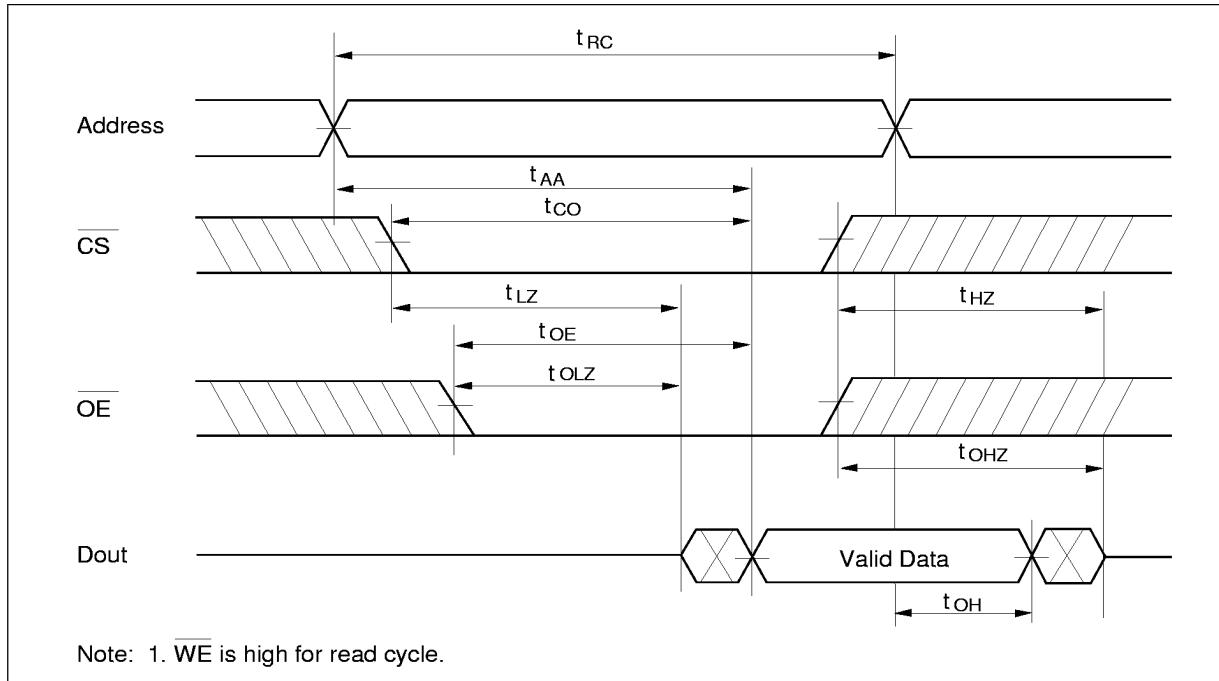 tRC
Address
tAA
tCO
CS
tLZ
tHZ
tOE
tOLZ
OE
tOHZ
Dout
Valid Data
tOH
Note: 1. WE is high for read cycle.